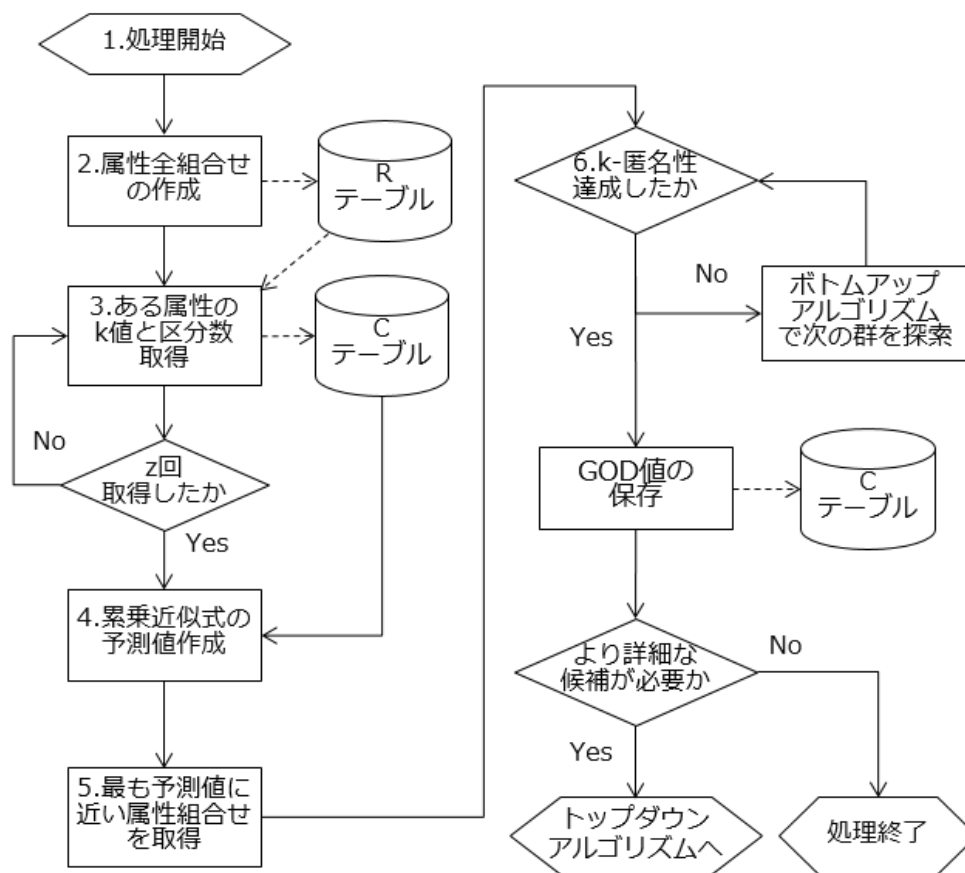 1.処理開始
2.属性全組合せ
の作成
R
テーブル
3.ある属性の
k値と区分数
取得
C
テーブル
No
z回
取得したか
Yes
4.累乗近似式の
予測値作成
5.最も予測値に
近い属性組合せ
を取得
6.k-匿名性
達成したか
No
ボトムアップ
アルゴリズム
で次の群を探索
Yes
GOD値の
保存
C
テーブル
より詳細な
候補が必要か
No
Yes
トップダウン
アルゴリズムへ
処理終了